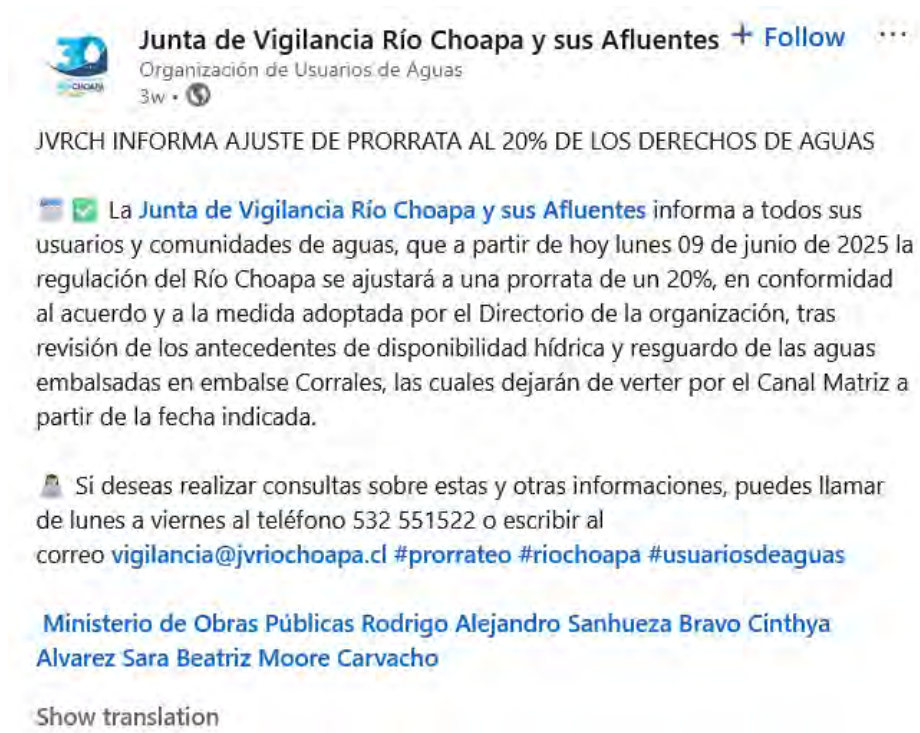 Junta de Vigilancia Río Choapa y sus Afluentes + Follow ...
Organización de Usuarios de Aguas
3w •
JVRCH INFORMA AJUSTE DE PRORRATA AL 20% DE LOS DERECHOS DE AGUAS
La Junta de Vigilancia Río Choapa y sus Afluentes informa a todos sus
usuarios y comunidades de aguas, que a partir de hoy lunes 09 de junio de 2025 la
regulación del Río Choapa se ajustará a una prorrata de un 20%, en conformidad
al acuerdo y a la medida adoptada por el Directorio de la organización, tras
revisión de los antecedentes de disponibilidad hídrica y resguardo de las aguas
embalsadas en embalse Corrales, las cuales dejarán de verter por el Canal Matriz a
partir de la fecha indicada.
Si deseas realizar consultas sobre estas y otras informaciones, puedes llamar
de lunes a viernes al teléfono 532 551522 o escribir al
correo vigilancia@jvriochoapa.cl #prorrateo #riochoapa #usuariosdeaguas
Ministerio de Obras Públicas Rodrigo Alejandro Sanhueza Bravo Cinthya
Alvarez Sara Beatriz Moore Carvacho
Show translation